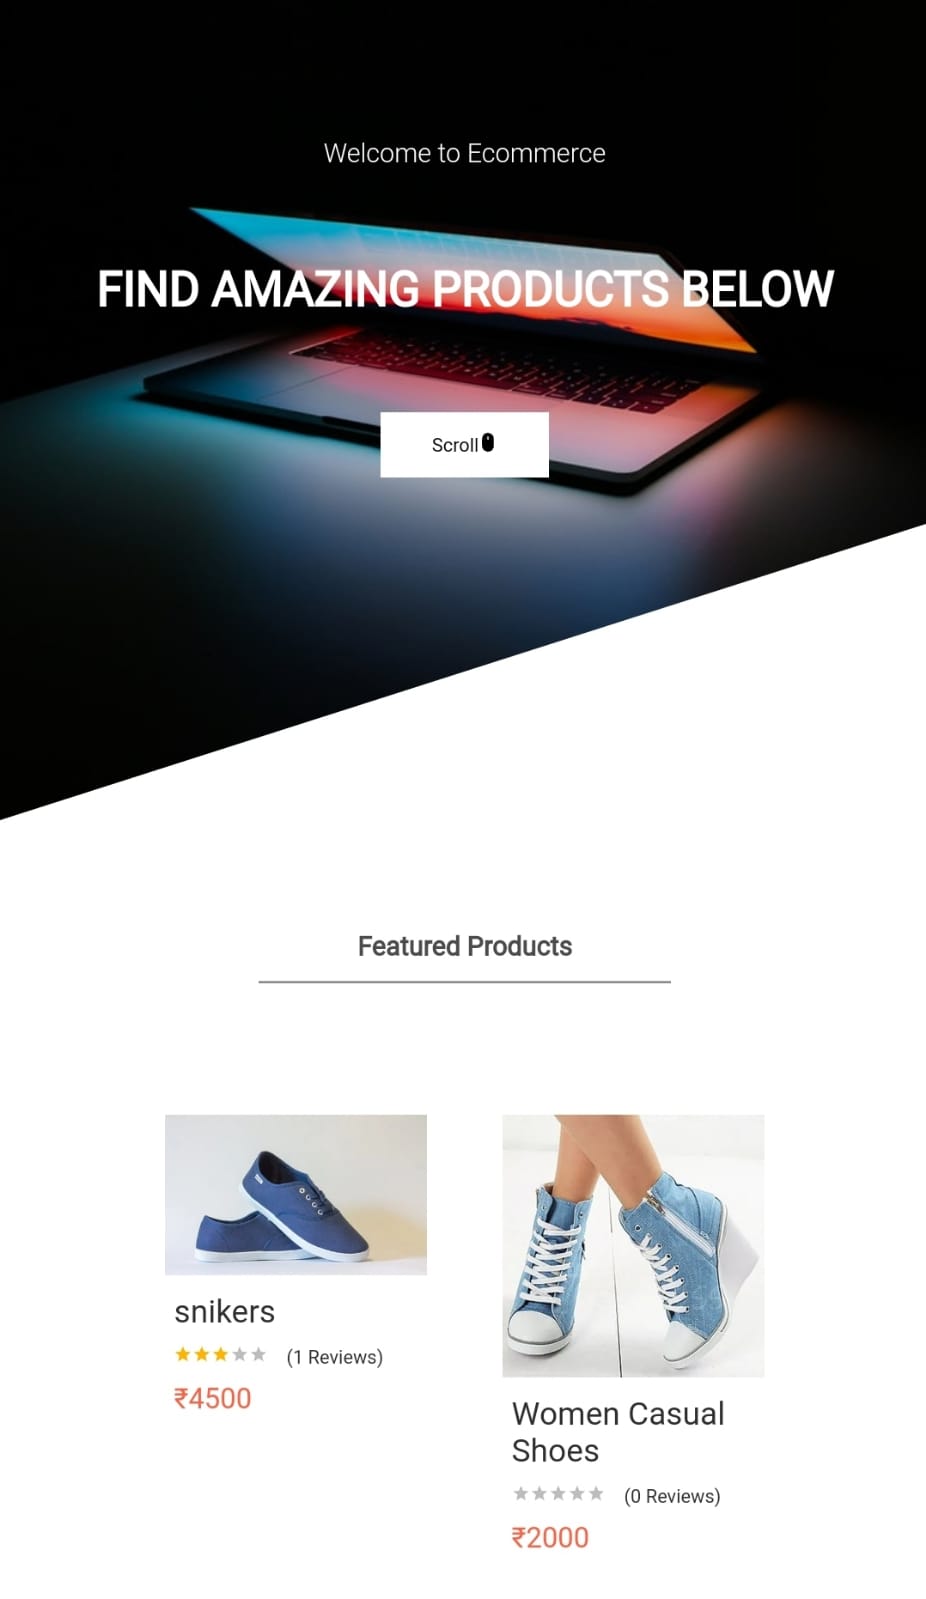 Welcome to Ecommerce
FIND AMAZING PRODUCTS BELOW
Scroll
Featured Products
snikers
(1 Reviews)
₹4500
Women Casual
Shoes
(0 Reviews)
₹2000